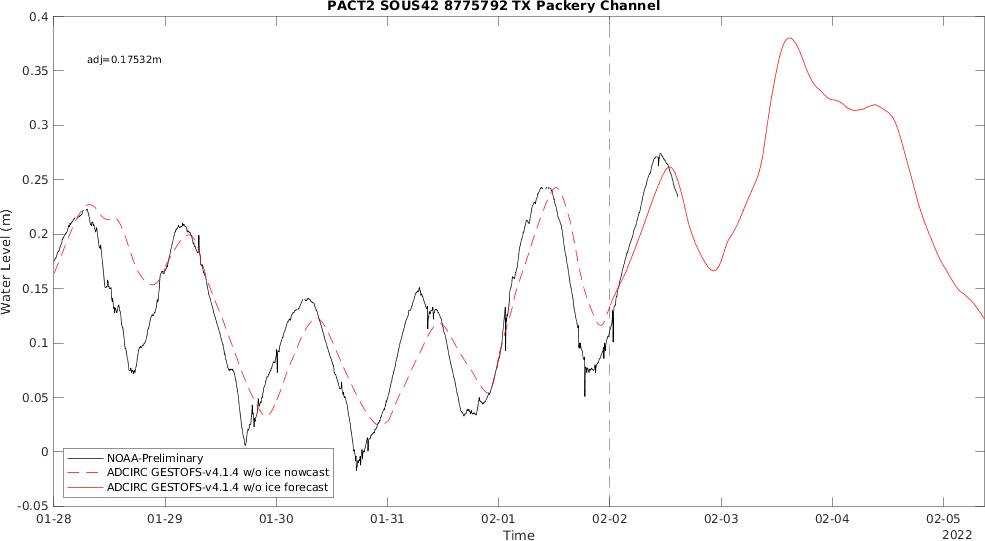 PACT2 SOUS42 8775792 TX Packery Channel
adj=0.17532m
0.4
0.35
0.3
0.25
0.2
0.15
0.1
0.05
0
-0.05
Water Level (m)
NOAA-Preliminary
ADCIRC GESTOFS-v4.1.4 w/o ice nowcast
ADCIRC GESTOFS-v4.1.4 w/o ice forecast
01-28
01-29
01-30
01-31
02-01
02-02
02-03
02-04
02-05
Time
2022